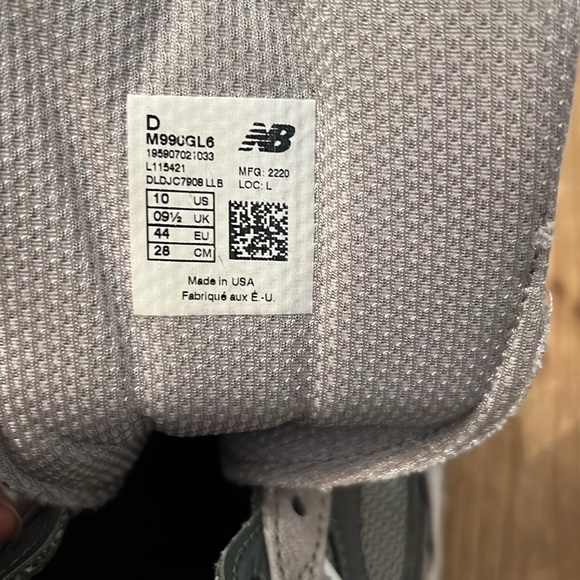 D
M990GL6
195907021033
L115421
DLDJC7908 LLB
NB
MFG: 2220
LOC: L
10 US
09½ UK
44 EU
28 CM
Made in USA
Fabriqué aux É.-U.